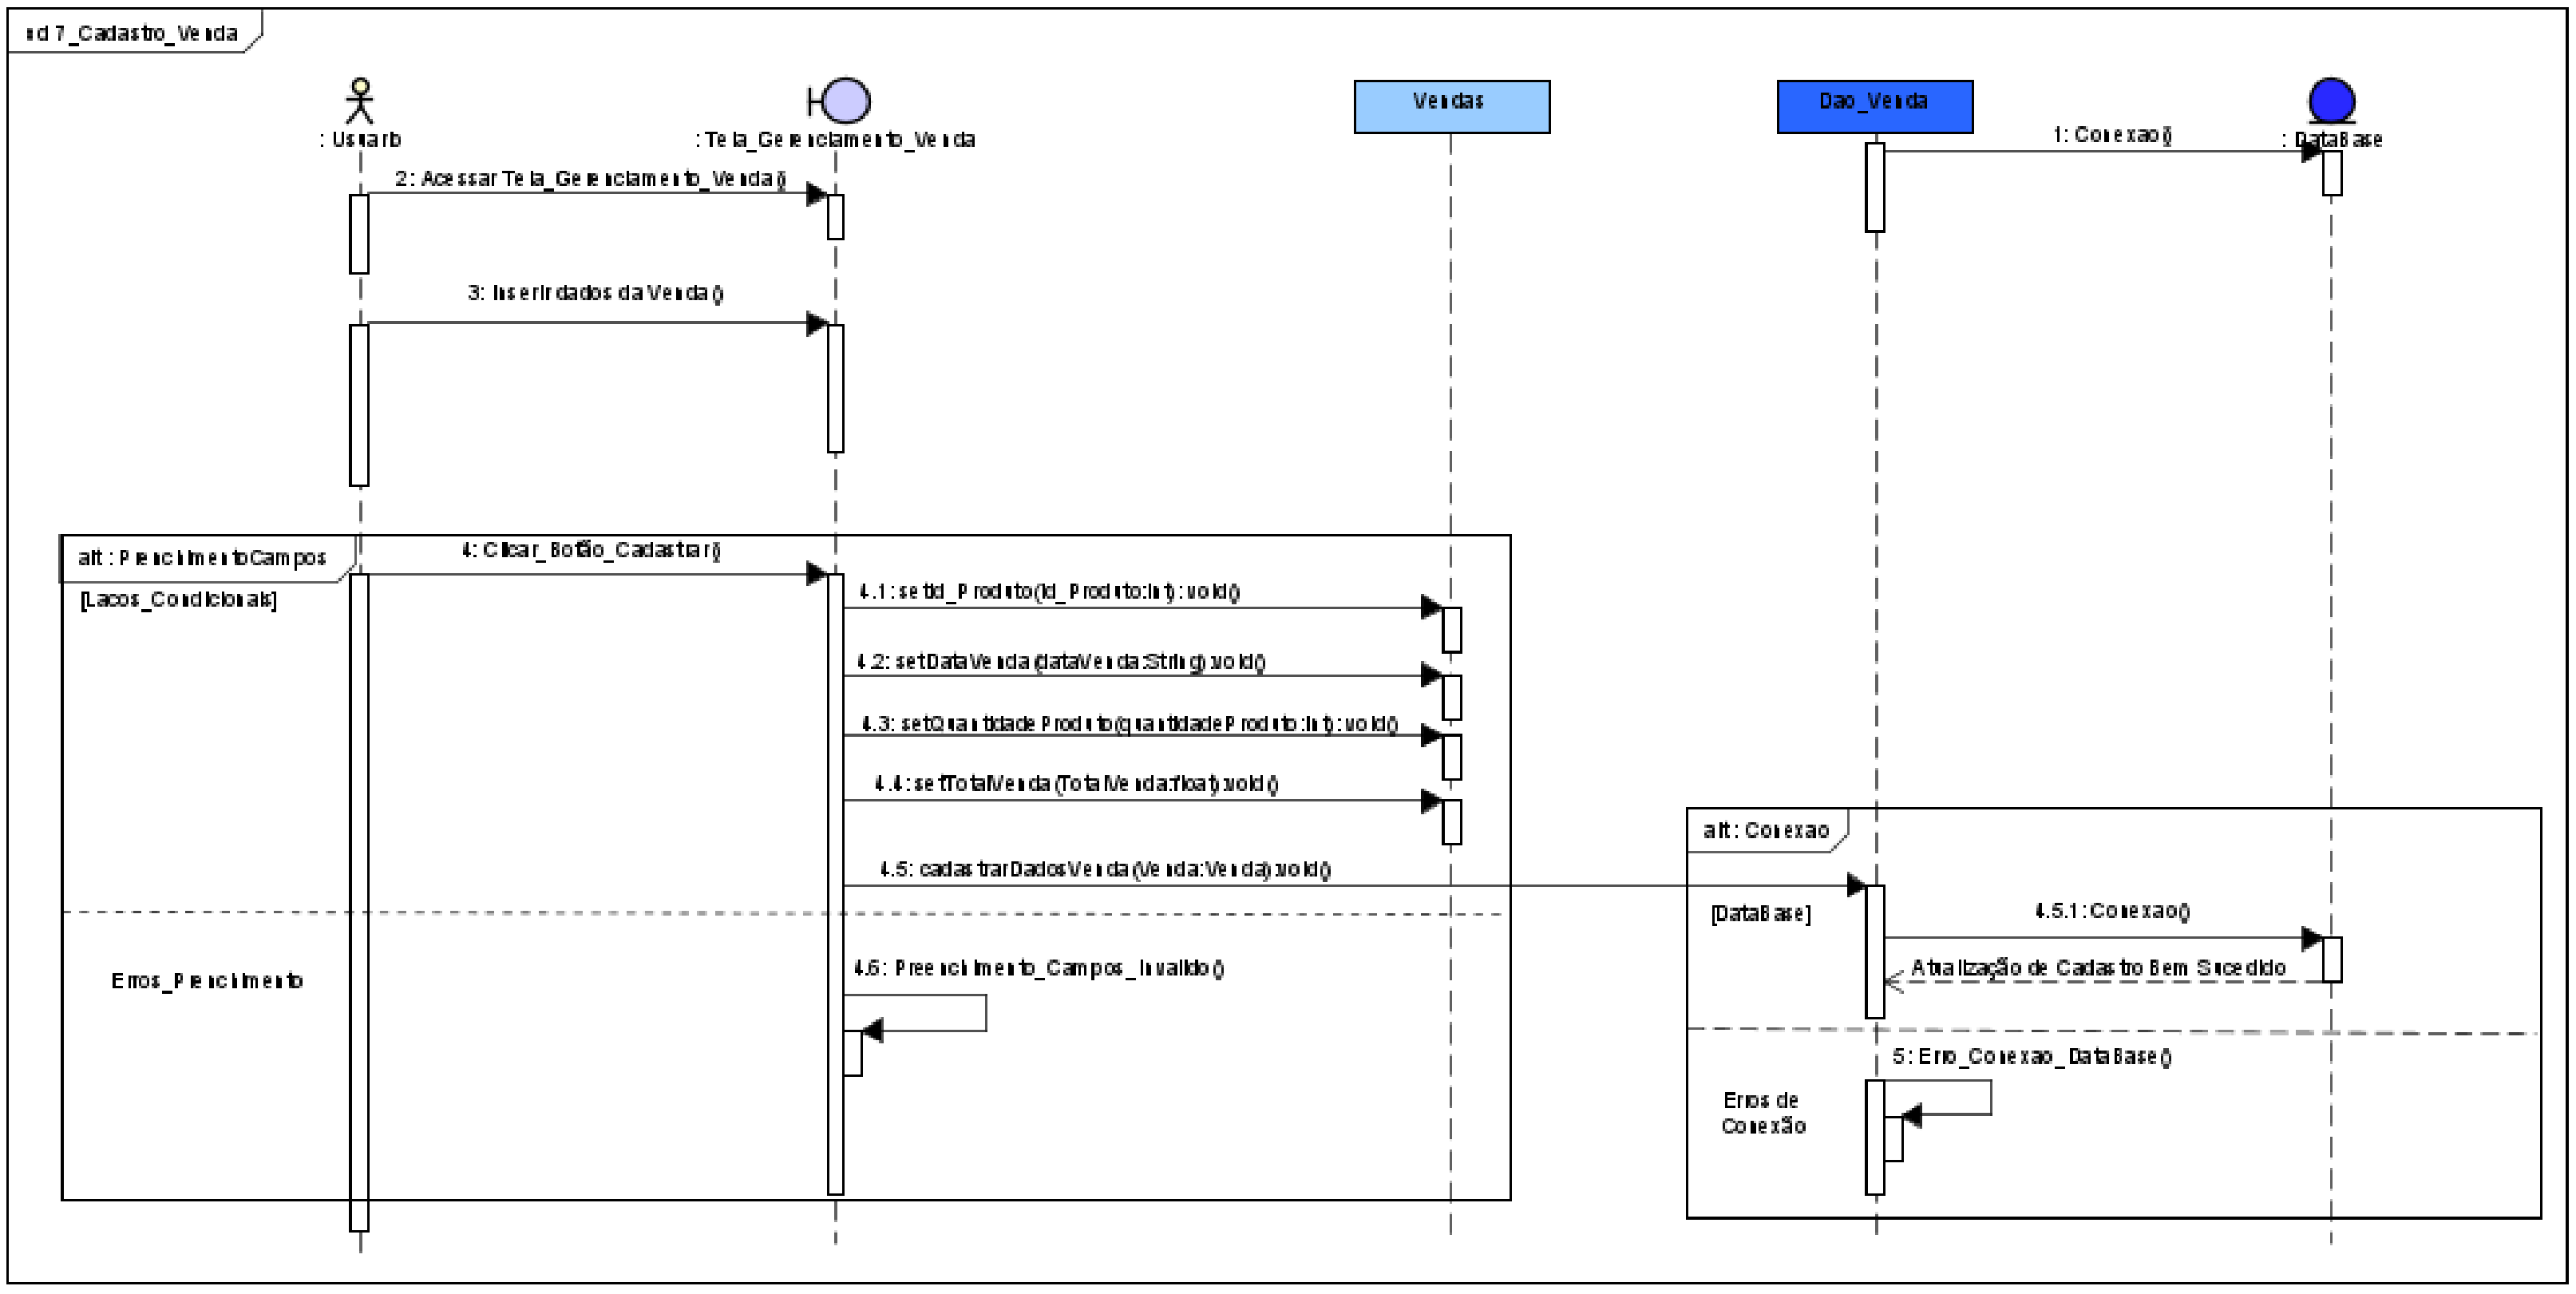 sd 7_Cadastro_Venda
: Usuario
: Tela_Gerenciamento_Venda
Vendas
Dao_Venda
: DataBase
1: Conexao()
2: Acessar Tela_Gerenciamento_Venda()
3: Inserir dados da Venda()
alt : PrenchimentoCampos
4: Clicar_Botão_Cadastrar()
[Lacos_Condicionais]
4.1: setId_Produto(Id_Produto:int) : void()
4.2: setDataVenda(dataVenda:String):void()
4.3: setQuantidadeProduto(quantidadeProduto:int) : void()
4.4: setTotalVenda(TotalVenda:float):void()
alt : Conexao
4.5: cadastrarDadosVenda(Venda:Venda):void()
[DataBase]
4.5.1: Conexao()
Atualização de Cadastro Bem Sucedido
Erros_Prenchimento
4.6: Preenchimento_Campos_Invalido()
5: Erro_Conexao_DataBase()
Erros de
Conexão